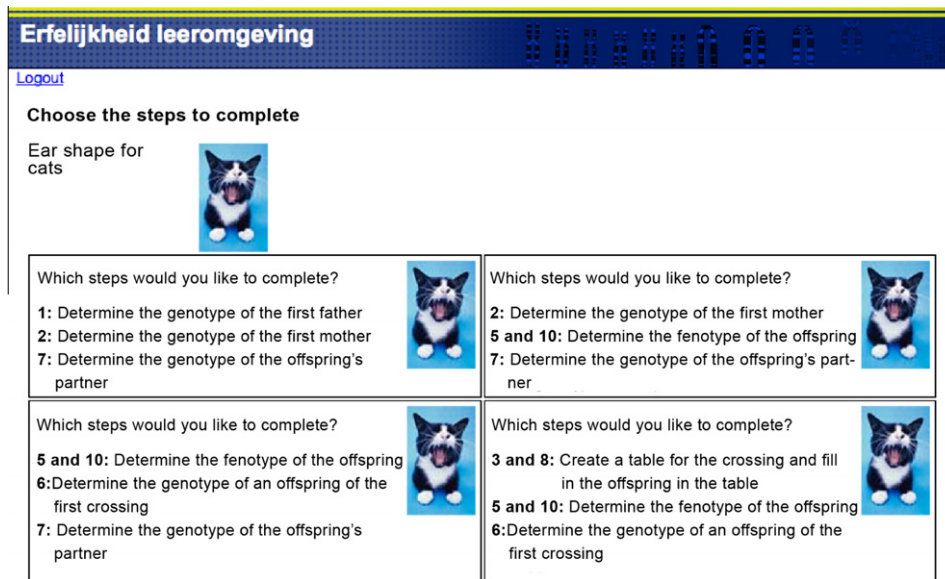 Erfelijkheid leeromgeving
Logout
Choose the steps to complete
Ear shape for
cats
Which steps would you like to complete?
1: Determine the genotype of the first father
2: Determine the genotype of the first mother
7: Determine the genotype of the offspring's
partner
Which steps would you like to complete?
2: Determine the genotype of the first mother
5 and 10: Determine the fenotype of the offspring
7: Determine the genotype of the offspring's part-
ner
Which steps would you like to complete?
5 and 10: Determine the fenotype of the offspring
6:Determine the genotype of an offspring of the
first crossing
7: Determine the genotype of the offspring's
partner
Which steps would you like to complete?
3 and 8: Create a table for the crossing and fill
in the offspring in the table
5 and 10: Determine the fenotype of the offspring
6:Determine the genotype of an offspring of the
first crossing